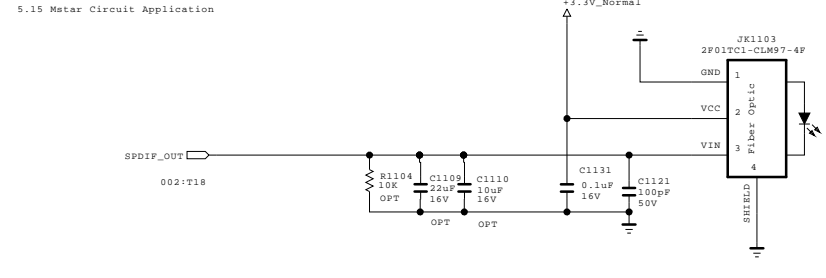 5.15 Mstar Circuit Application
+3.3V_Normal
JK1103
2F01TC1-CLM97-4F
GND
1
VCC
2
VIN
3
4
Fiber Optic
SHIELD
SPDIF_OUT
002:T18
R1104
10K
OPT
C1109
22uF
16V
OPT
C1110
10uF
16V
OPT
C1131
0.1uF
16V
C1121
100pF
50V